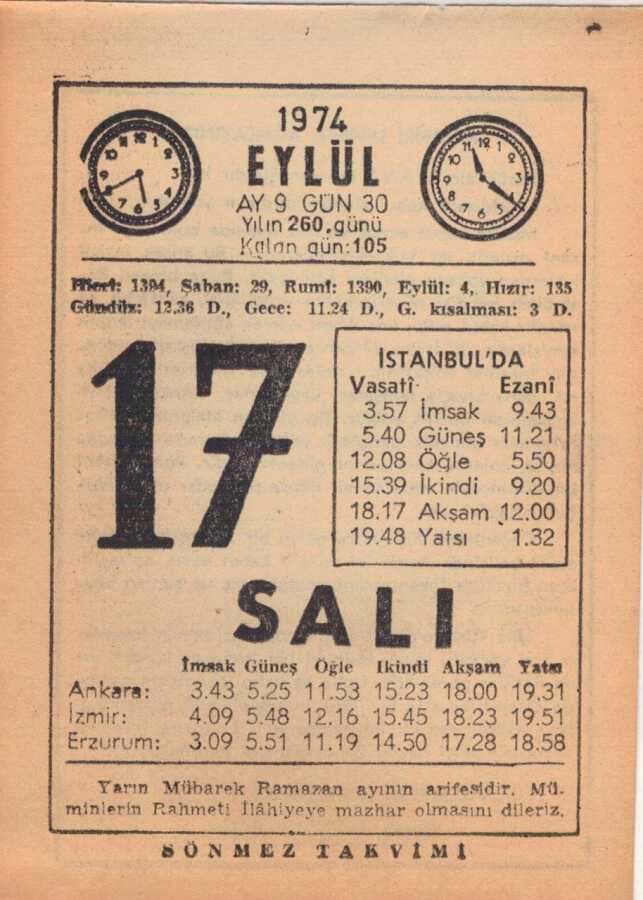 1974
EYLÜL
AY 9 GÜN 30
Yılın 260.günü
Kalan gün:105
Hicrî: 1394, Şaban: 29, Rumî: 1390, Eylül: 4, Hızır: 135
Gündüz: 12.36 D., Gece: 11.24 D., G. kısalması: 3 D.
17
İSTANBUL'DA
Vasatî Ezanî
3.57 İmsak 9.43
5.40 Güneş 11.21
12.08 Öğle 5.50
15.39 İkindi 9.20
18.17 Akşam 12.00
19.48 Yatsı 1.32
SALI
İmsak Güneş Öğle İkindi Akşam Yatsı
Ankara: 3.43 5.25 11.53 15.23 18.00 19.31
İzmir: 4.09 5.48 12.16 15.45 18.23 19.51
Erzurum: 3.09 5.51 11.19 14.50 17.28 18.58
Yarın Mübarek Ramazan ayının arifesidir. Mü-
minlerin Rahmeti İlâhiyeye mazhar olmasını dileriz.
SÖNMEZ TAKVİMİ